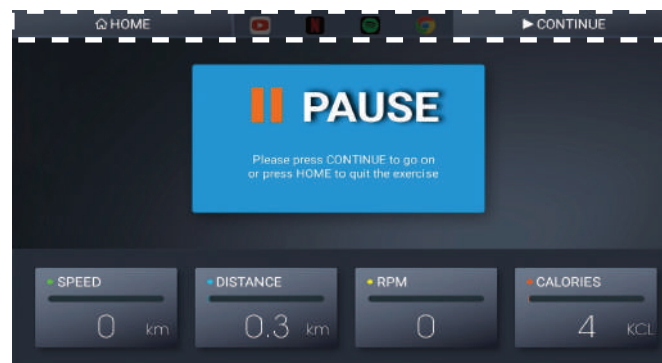 HOME
CONTINUE
PAUSE
Please press CONTINUE to go on
or press HOME to quit the exercise
SPEED
DISTANCE
RPM
CALORIES
0 km
0.3 km
0
4 KCL